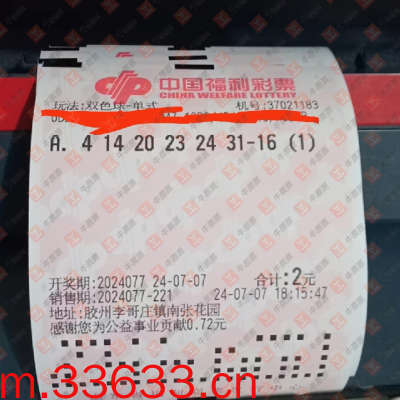 中国福利彩票
CHINA WELFARE LOTTERY
玩法:双色球-单式 机号:37021183
A. 4 14 20 23 24 31-16 (1)
开奖期:2024077 24-07-07 合计:2元
销售期:2024077-221 24-07-07 18:15:47
地址:胶州李哥庄镇南张花园
感谢您为公益事业贡献0.72元
m.33633.cn